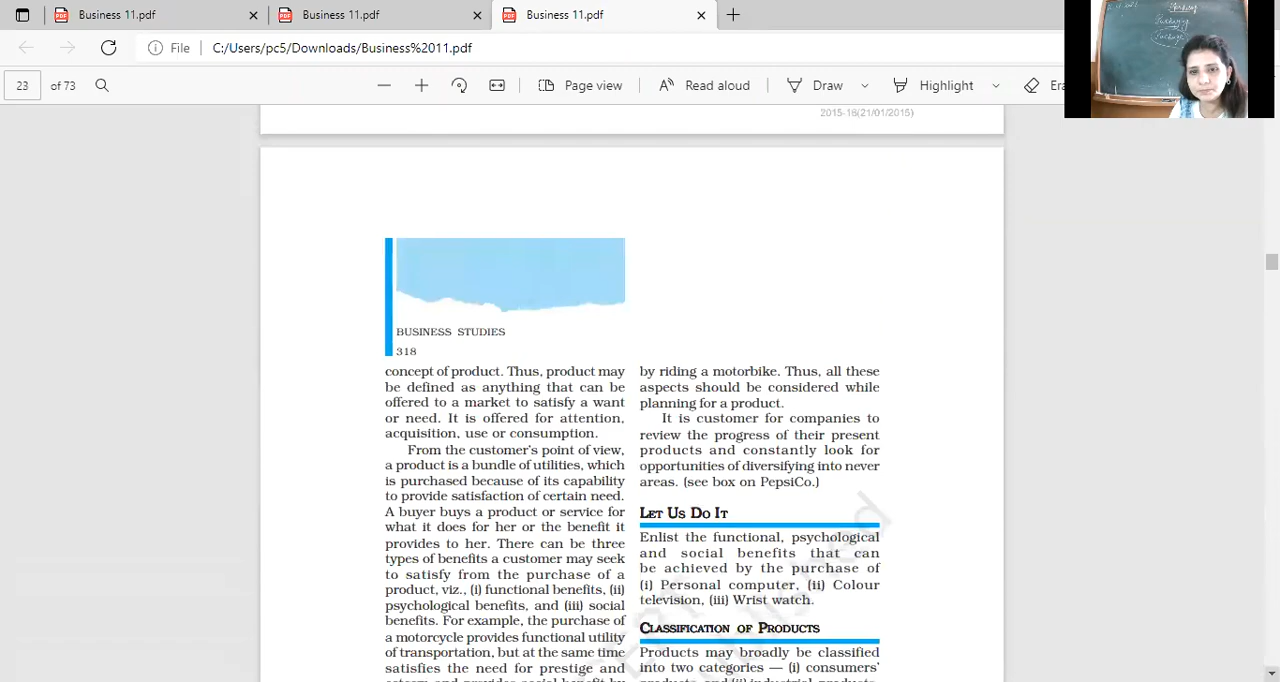 Business 11.pdf
Business 11.pdf
Business 11.pdf
File C:/Users/pc5/Downloads/Business%2011.pdf
23 of 73
Page view
Read aloud
Draw
Highlight
Era
2015-16(21/01/2015)
BUSINESS STUDIES
318
concept of product. Thus, product may
be defined as anything that can be
offered to a market to satisfy a want
or need. It is offered for attention,
acquisition, use or consumption.
From the customer's point of view,
a product is a bundle of utilities, which
is purchased because of its capability
to provide satisfaction of certain need.
A buyer buys a product or service for
what it does for her or the benefit it
provides to her. There can be three
types of benefits a customer may seek
to satisfy from the purchase of a
product, viz., (i) functional benefits, (ii)
psychological benefits, and (iii) social
benefits. For example, the purchase of
a motorcycle provides functional utility
of transportation, but at the same time
satisfies the need for prestige and
esteem and provides social benefit by
by riding a motorbike. Thus, all these
aspects should be considered while
planning for a product.
It is customer for companies to
review the progress of their present
products and constantly look for
opportunities of diversifying into never
areas. (see box on PepsiCo.)
LET US DO IT
Enlist the functional, psychological
and social benefits that can
be achieved by the purchase of
(i) Personal computer, (ii) Colour
television, (iii) Wrist watch.
CLASSIFICATION OF PRODUCTS
Products may broadly be classified
into two categories — (i) consumers'
products and (ii) industrial products.